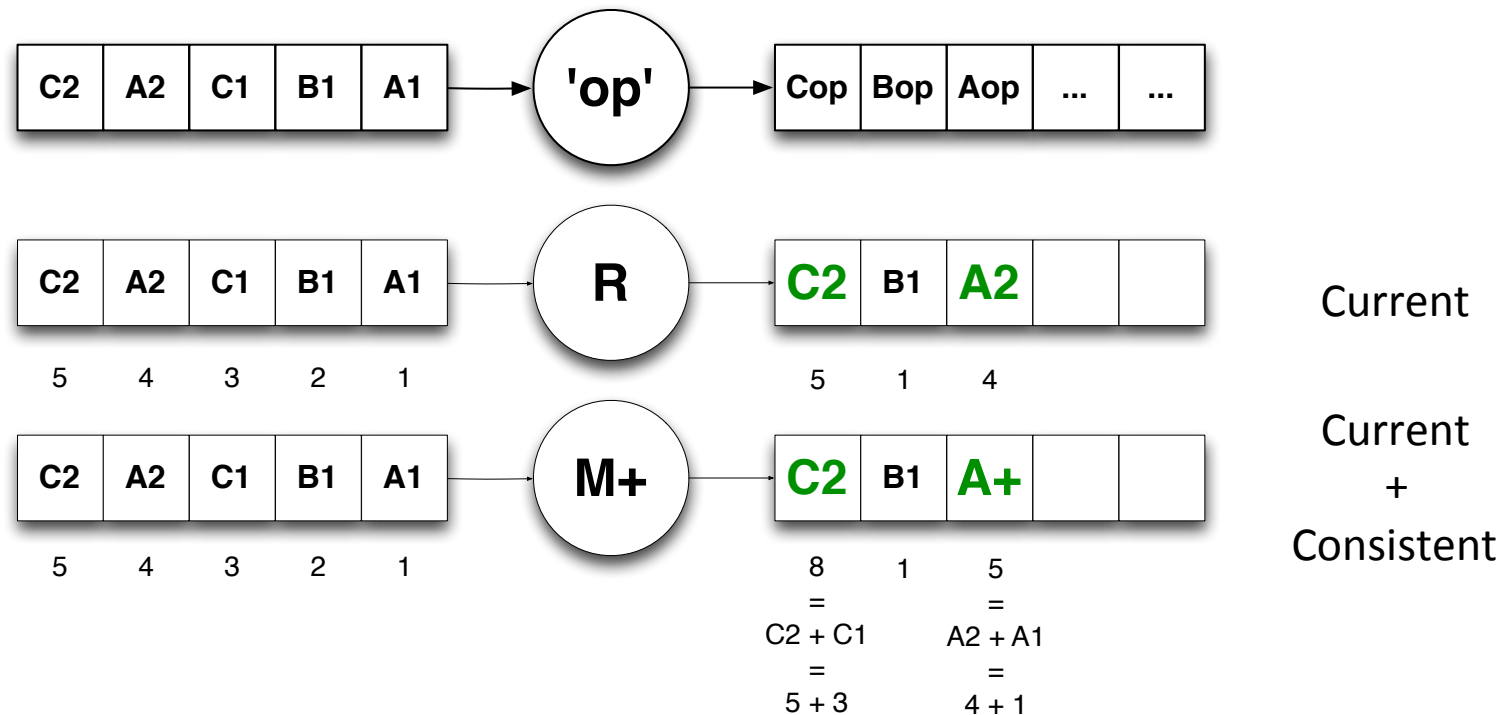 C2 A2 C1 B1 A1 'op' Cop Bop Aop ... ...
C2 A2 C1 B1 A1 R C2 B1 A2 Current
5 4 3 2 1 5 1 4
C2 A2 C1 B1 A1 M+ C2 B1 A+
Current
+
Consistent
5 4 3 2 1 8 1 5
= =
C2 + C1 A2 + A1
= =
5 + 3 4 + 1